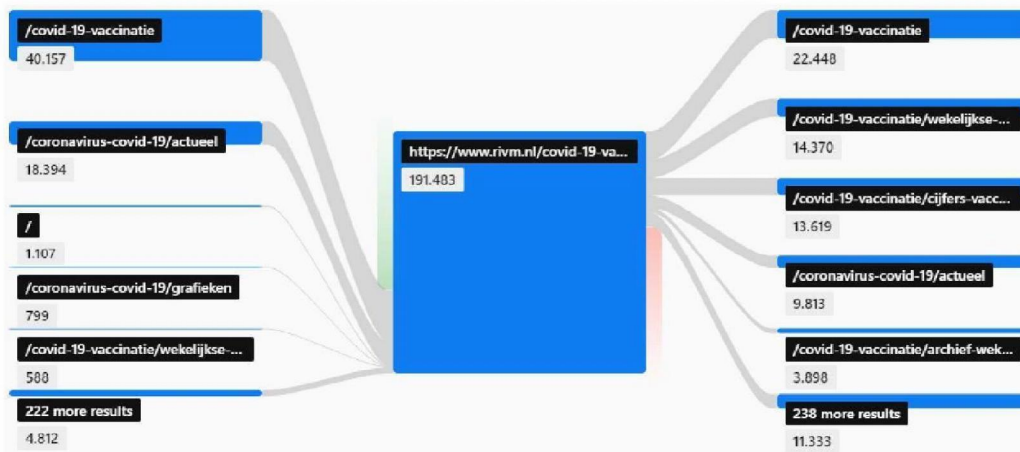 /covid-19-vaccinatie
40.157
/coronavirus-covid-19/actueel
18.394
/
1.107
/coronavirus-covid-19/grafieken
799
/covid-19-vaccinatie/wekelijkse-...
588
222 more results
4.812
https://www.rivm.nl/covid-19-va...
191.483
/covid-19-vaccinatie
22.448
/covid-19-vaccinatie/wekelijkse-...
14.370
/covid-19-vaccinatie/cijfers-vacc...
13.619
/coronavirus-covid-19/actueel
9.813
/covid-19-vaccinatie/archief-wek...
3.898
238 more results
11.333